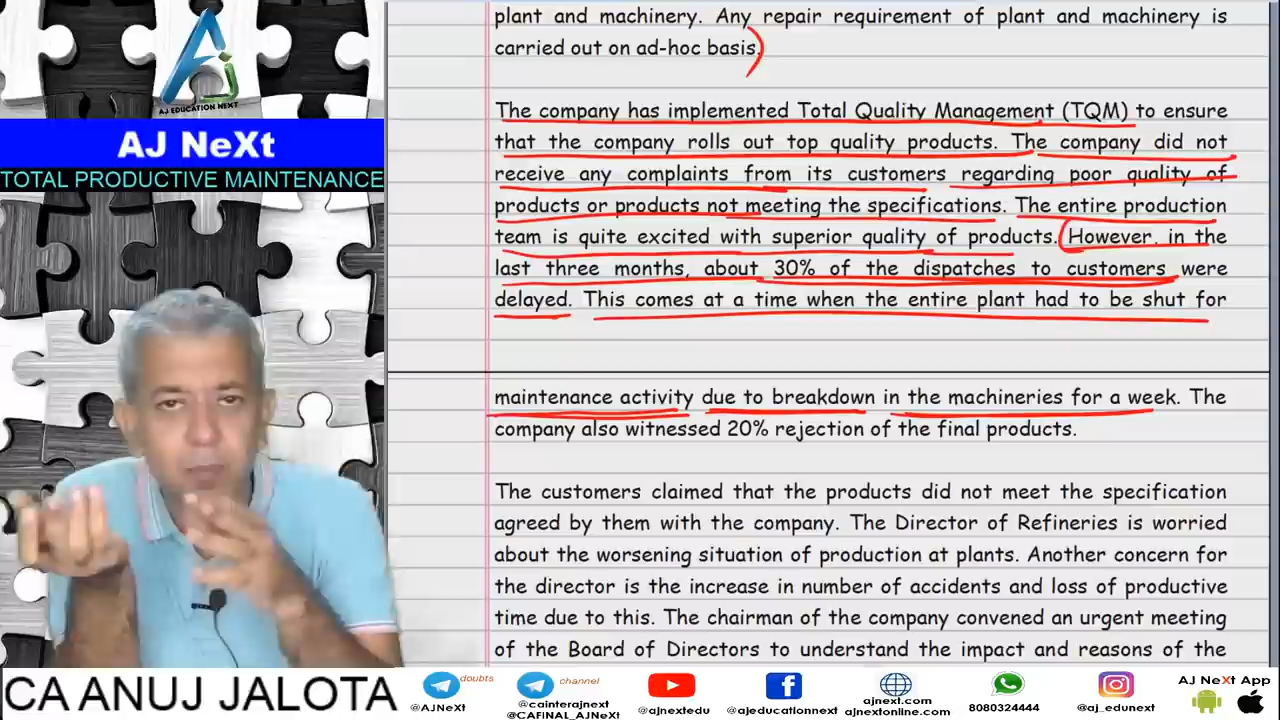 AJ EDUCATION NEXT
AJ NeXt
TOTAL PRODUCTIVE MAINTENANCE
plant and machinery. Any repair requirement of plant and machinery is
carried out on ad-hoc basis.
The company has implemented Total Quality Management (TQM) to ensure
that the company rolls out top quality products. The company did not
receive any complaints from its customers regarding poor quality of
products or products not meeting the specifications. The entire production
team is quite excited with superior quality of products. However in the
last three months, about 30% of the dispatches to customers were
delayed. This comes at a time when the entire plant had to be shut for
maintenance activity due to breakdown in the machineries for a week. The
company also witnessed 20% rejection of the final products.
The customers claimed that the products did not meet the specification
agreed by them with the company. The Director of Refineries is worried
about the worsening situation of production at plants. Another concern for
the director is the increase in number of accidents and loss of productive
time due to this. The chairman of the company convened an urgent meeting
of the Board of Directors to understand the impact and reasons of the
CA ANUJ JALOTA
doubts
@AJNeXt
channel
@cainterajnext
@CAFINAL_AJNeXt
@ajnextedu
@ajeducationnext
ajnext.com
ajnextonline.com
8080324444
@aj_edunext
AJ NeXt App